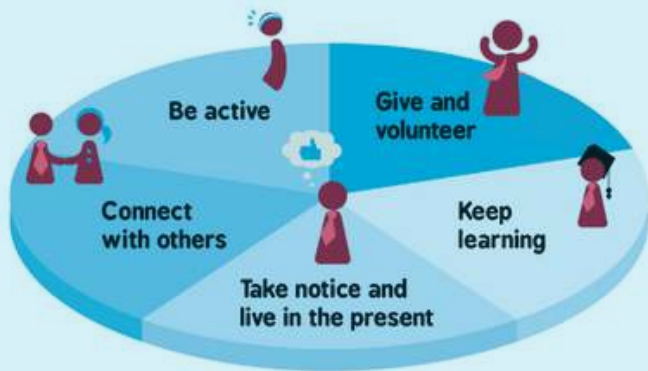 Be active
Give and
volunteer
Connect
with others
Keep
learning
Take notice and
live in the present